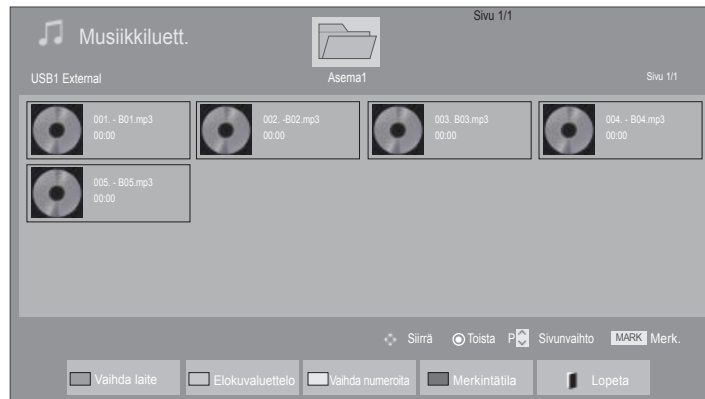 Sivu 1/1
Musiikkiluett.
USB1 External
Asema1
Sivu 1/1
001. - B01.mp3
00:00
002. -B02.mp3
00:00
003. B03.mp3
00:00
004. - B04.mp3
00:00
005. - B05.mp3
00:00
Siirrä Toista P Sivunvaihto MARK Merk.
Vaihda laite Elokuvaluettelo Vaihda numeroita Merkintätila Lopeta